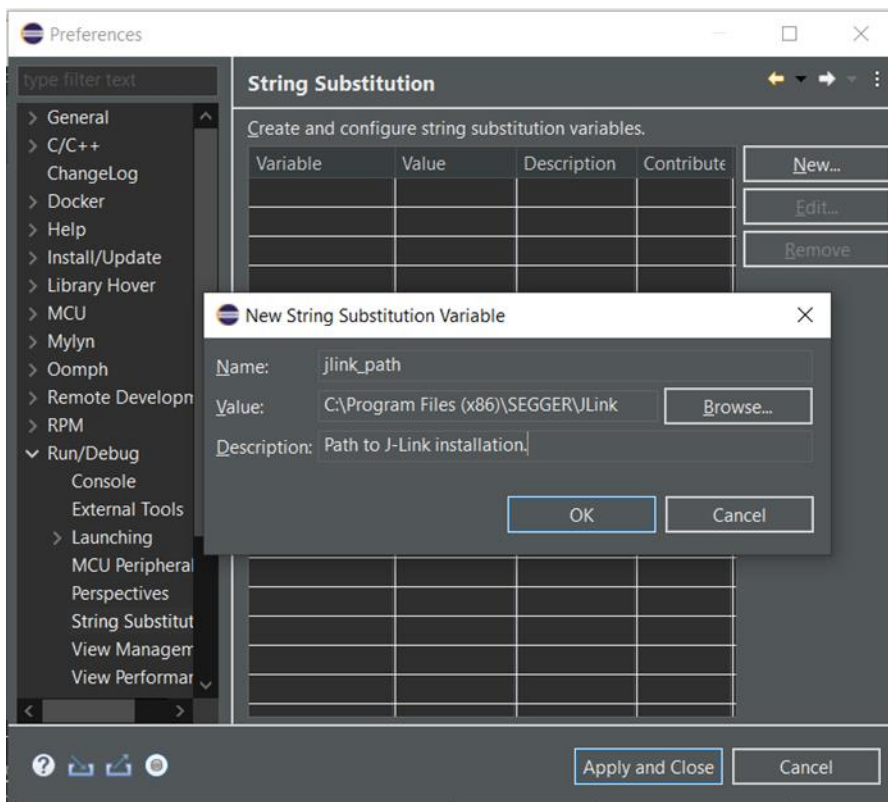 Preferences
type filter text
String Substitution
General
C/C++
ChangeLog
Docker
Help
Install/Update
Library Hover
MCU
Mylyn
Oomph
Remote Developm
RPM
Run/Debug
Console
External Tools
Launching
MCU Peripheral
Perspectives
String Substitut
View Managem
View Performan
Create and configure string substitution variables.
Variable Value Description Contribute
New...
Edit...
Remove
New String Substitution Variable
Name: jlink_path
Value: C:\Program Files (x86)\SEGGER\JLink Browse...
Description: Path to J-Link installation.
OK Cancel
Apply and Close Cancel